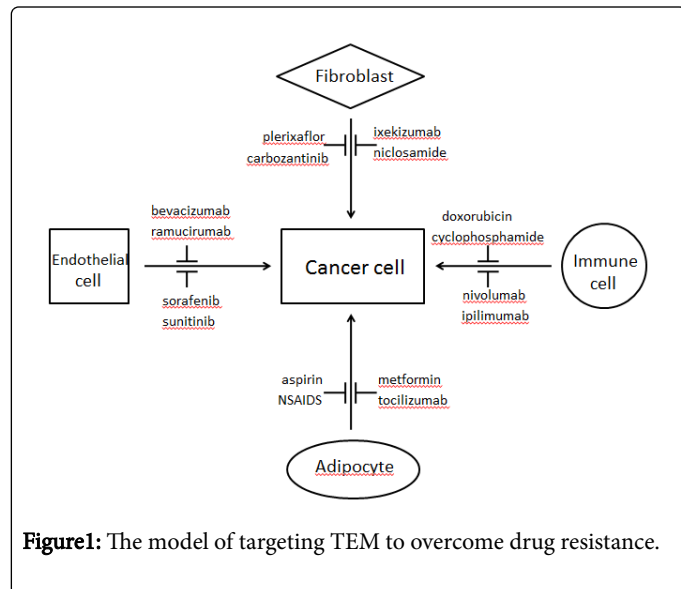 Fibroblast
plerixaflor
carbozantinib
ixekizumab
niclosamide
bevacizumab
ramucirumab
Endothelial
cell
sorafenib
sunitinib
Cancer cell
doxorubicin
cyclophosphamide
nivolumab
ipilimumab
Immune
cell
aspirin
NSAIDS
metformin
tocilizumab
Adipocyte
Figure1: The model of targeting TEM to overcome drug resistance.